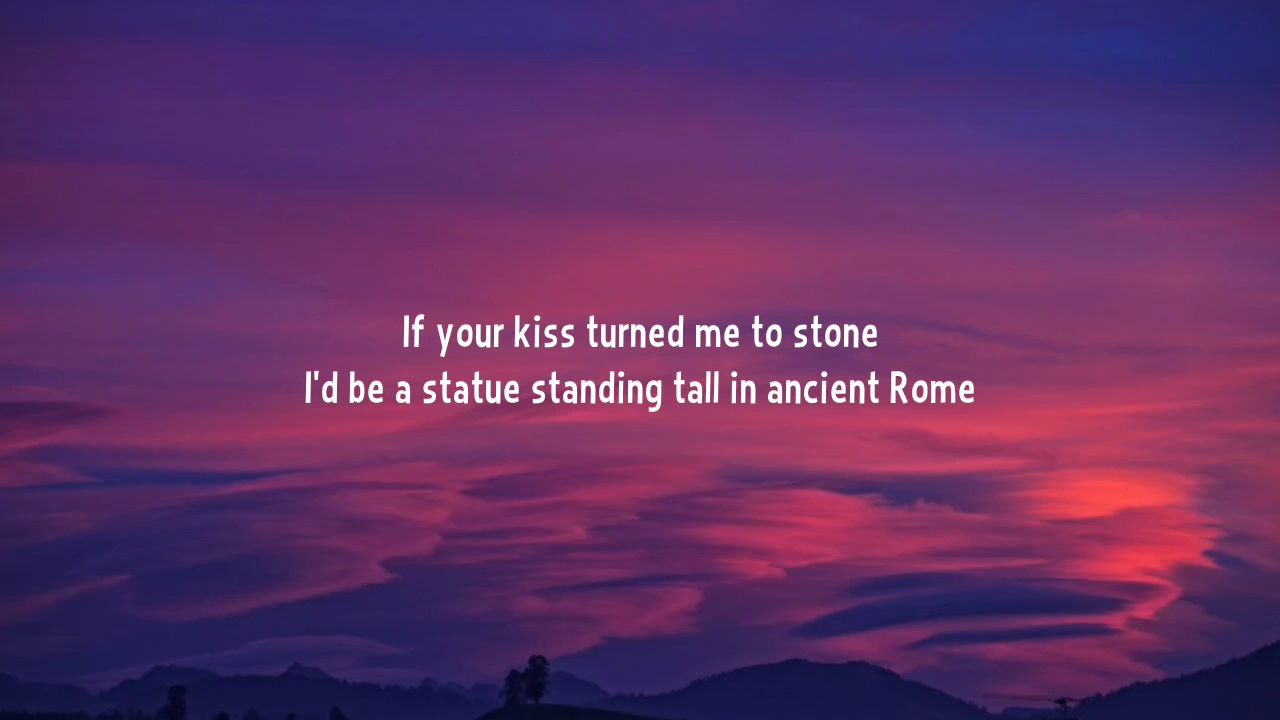 If your kiss turned me to stone
I'd be a statue standing tall in ancient Rome